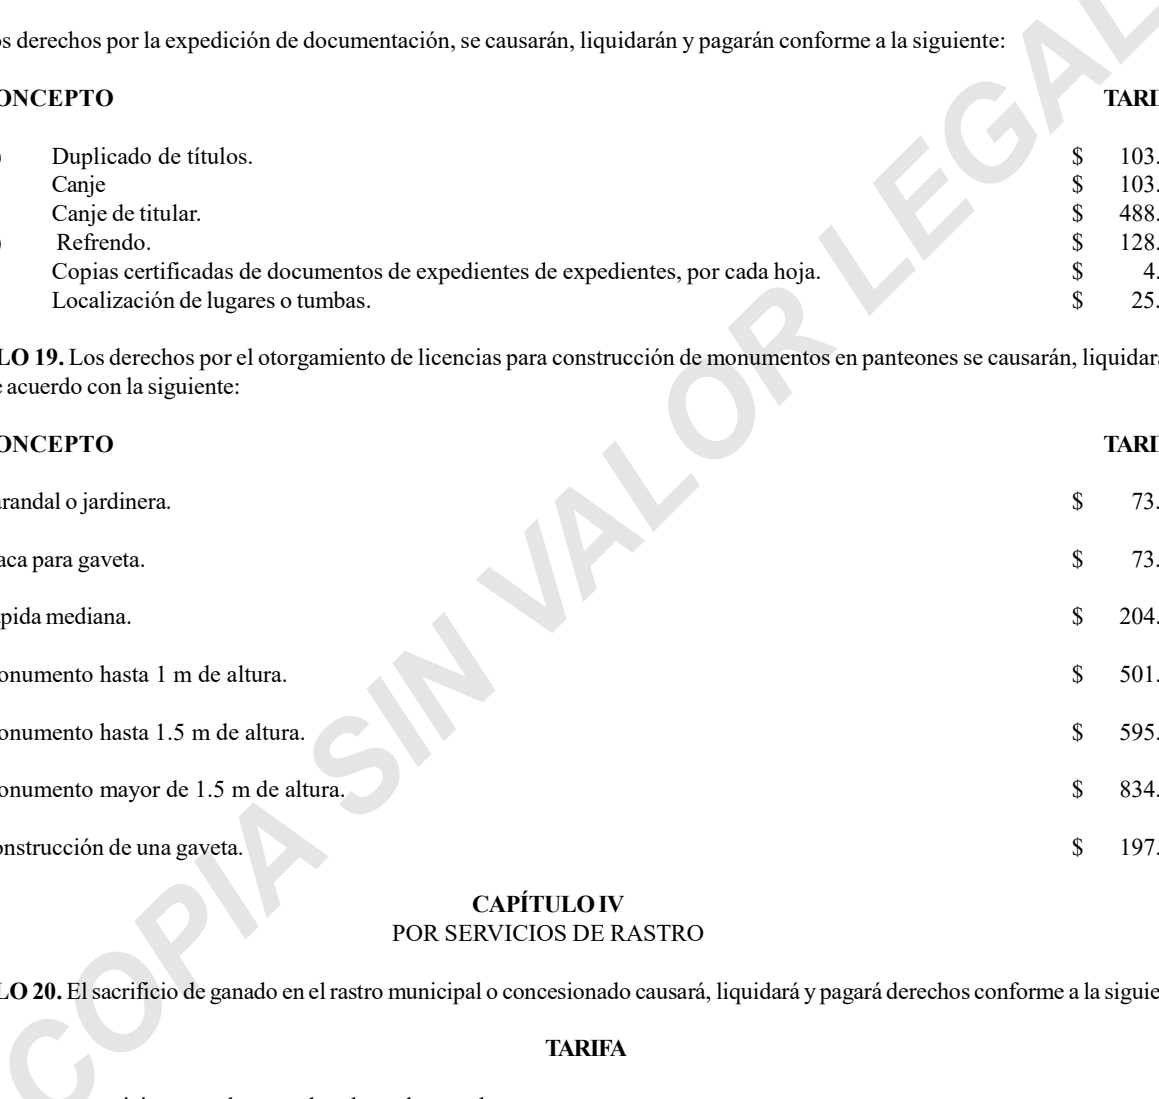 s derechos por la expedición de documentación, se causarán, liquidarán y pagarán conforme a la siguiente:
ONCEPTO TARI
) Duplicado de títulos. $ 103.
Canje $ 103.
Canje de titular. $ 488.
) Refrendo. $ 128.
Copias certificadas de documentos de expedientes de expedientes, por cada hoja. $ 4.
Localización de lugares o tumbas. $ 25.
LO 19. Los derechos por el otorgamiento de licencias para construcción de monumentos en panteones se causarán, liquidar
e acuerdo con la siguiente:
ONCEPTO TARI
arandal o jardinera. $ 73.
aca para gaveta. $ 73.
pida mediana. $ 204.
onumento hasta 1 m de altura. $ 501.
onumento hasta 1.5 m de altura. $ 595.
onumento mayor de 1.5 m de altura. $ 834.
onstrucción de una gaveta. $ 197.
CAPÍTULO IV
POR SERVICIOS DE RASTRO
LO 20. El sacrificio de ganado en el rastro municipal o concesionado causará, liquidará y pagará derechos conforme a la siguie
TARIFA
COPIA SIN VALOR LEGAL